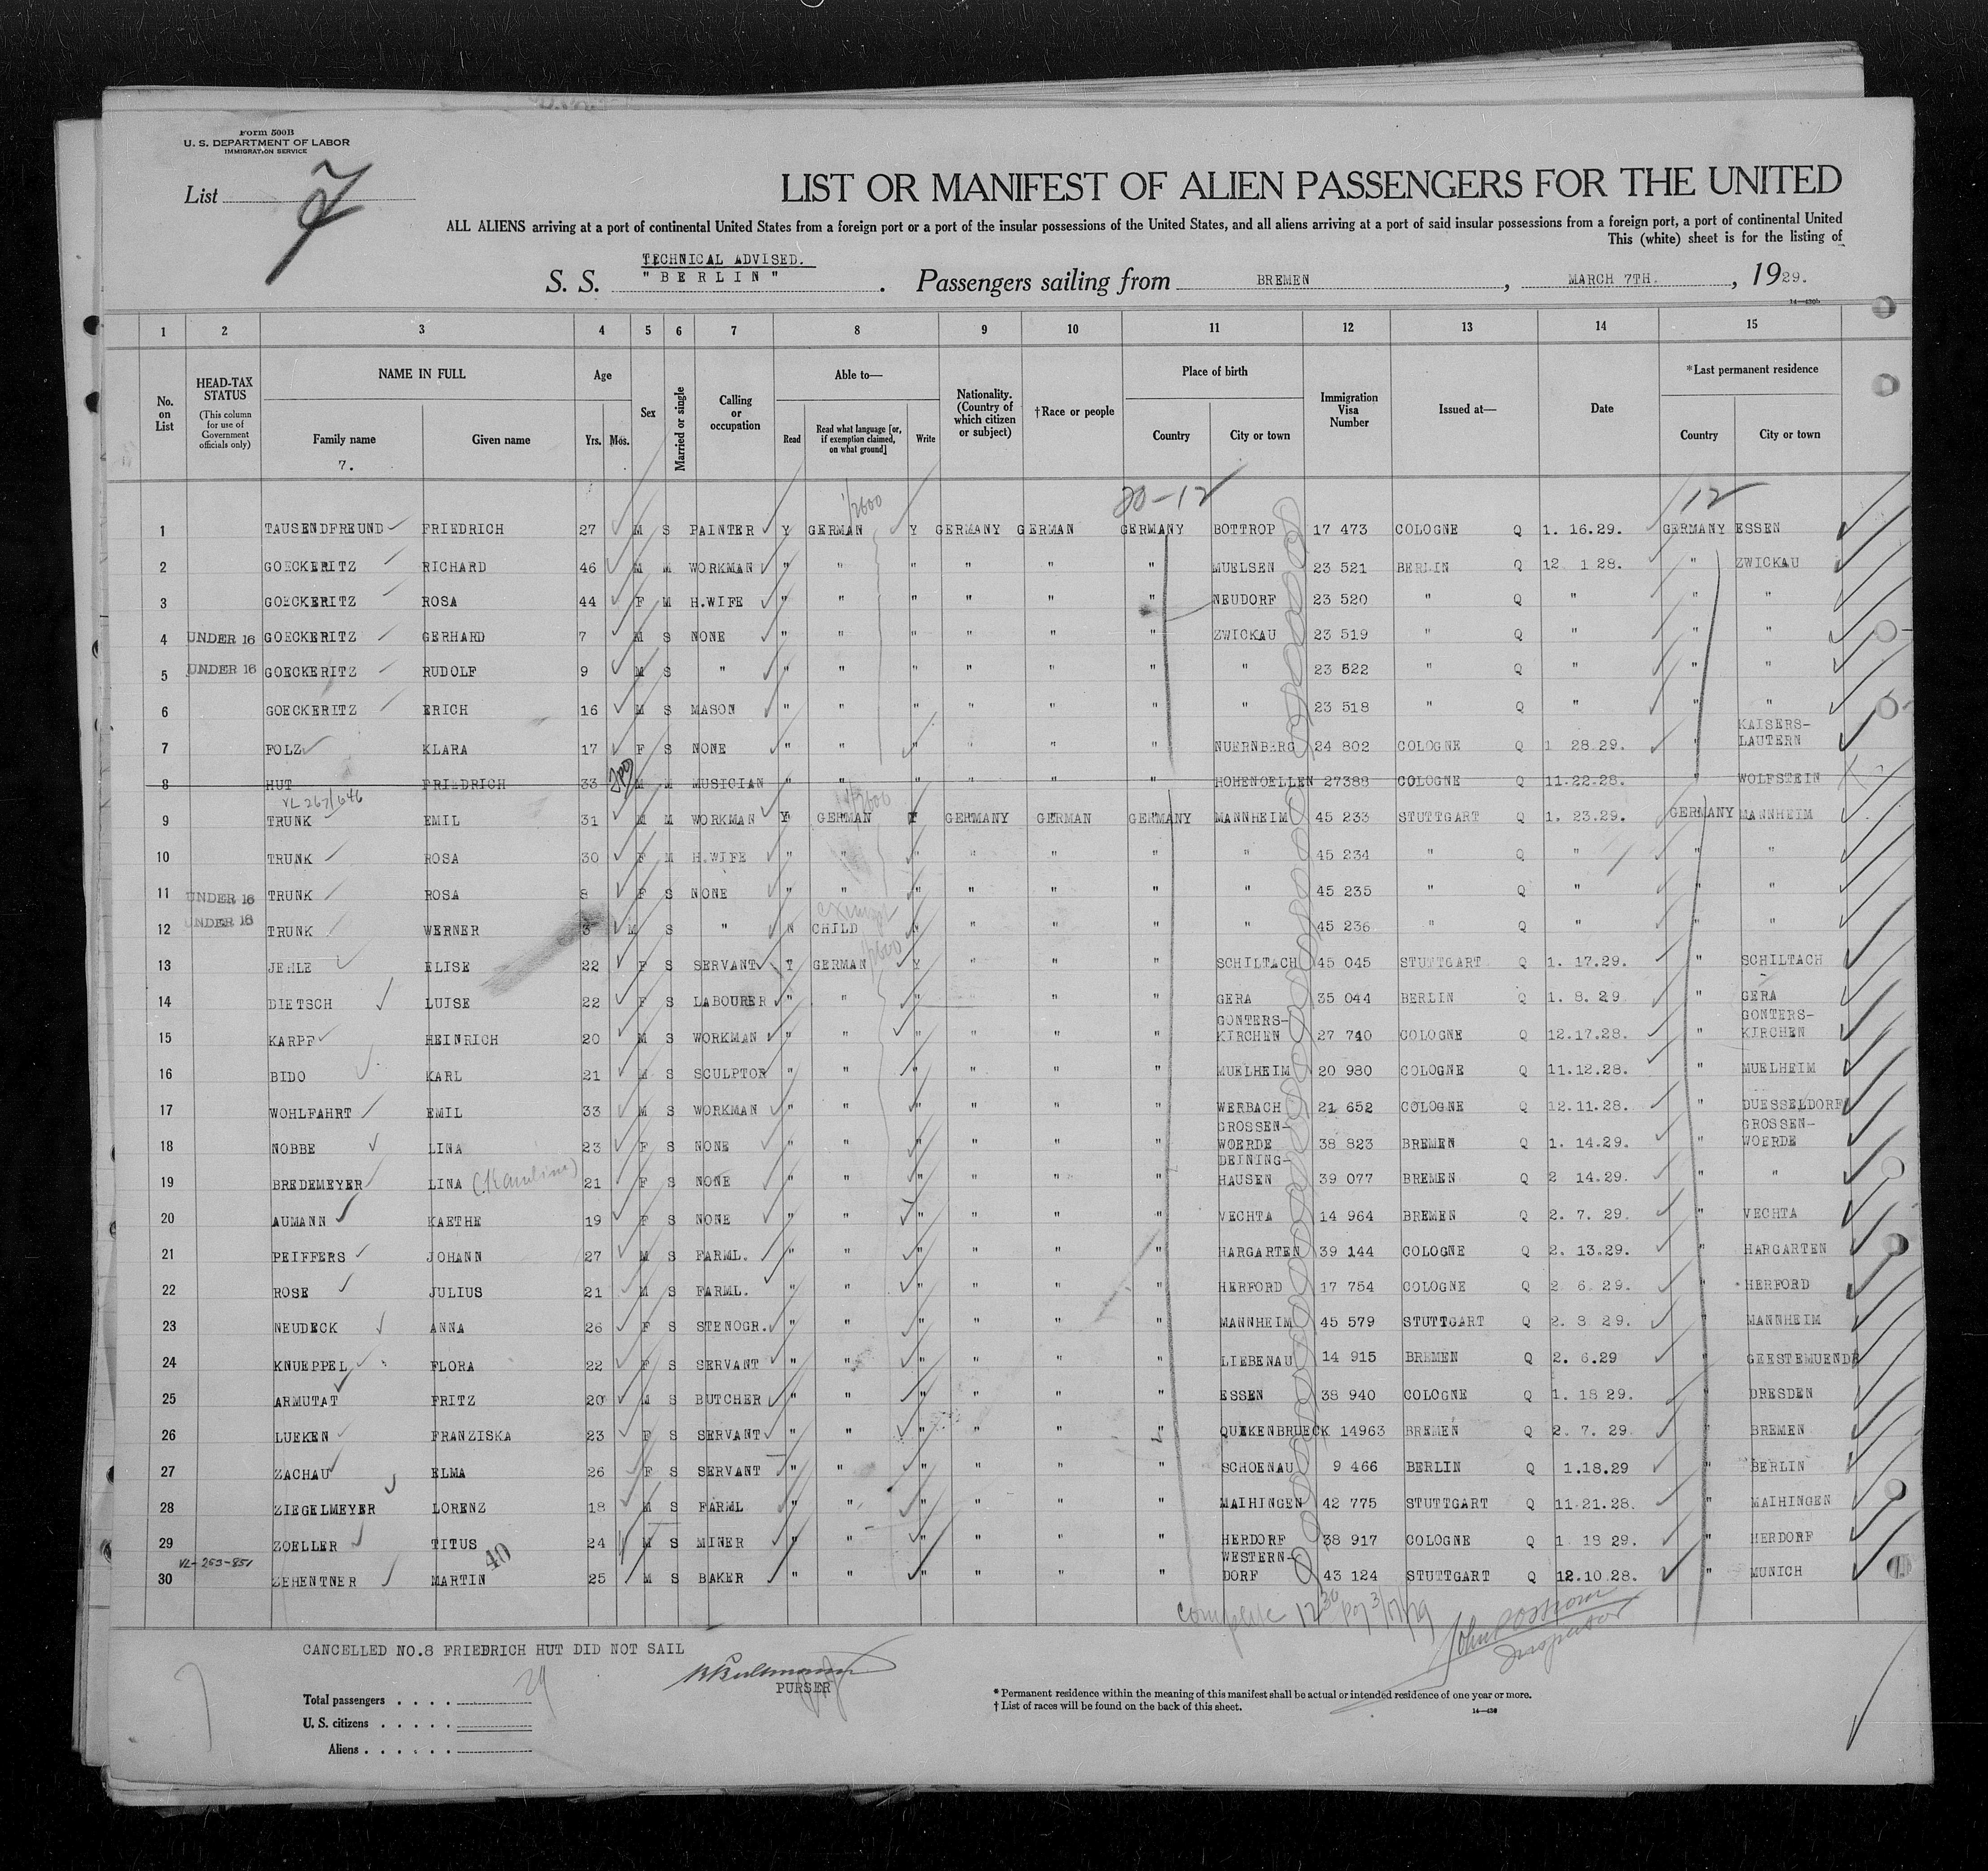 Form 500B
U. S. DEPARTMENT OF LABOR
IMMIGRATION SERVICE
List 7
LIST OR MANIFEST OF ALIEN PASSENGERS FOR THE UNITED
ALL ALIENS arriving at a port of continental United States from a foreign port or a port of the insular possessions of the United States, and all aliens arriving at a port of said insular possessions from a foreign port, a port of continental United
This (white) sheet is for the listing of
TECHNICAL ADVISED.
S. S. "BERLIN". Passengers sailing from BREMEN, MARCH 7TH., 1929.
14—430b
1 2 3 4 5 6 7 8 9 10 11 12 13 14 15
No. on List
HEAD-TAX STATUS (This column for use of Government officials only)
NAME IN FULL
Family name
7.
Given name
Age
Yrs. Mos.
Sex
Married or single
Calling or occupation
Able to—
Read
Read what language [or, if exemption claimed, on what ground]
Write
Nationality. (Country of which citizen or subject)
†Race or people
Place of birth
Country
City or town
Immigration Visa Number
Issued at—
Date
*Last permanent residence
Country
City or town
1/2600
20-12
12
1 TAUSENDFREUND FRIEDRICH 27 M S PAINTER Y GERMAN Y GERMANY GERMAN GERMANY BOTTROP 17 473 COLOGNE Q 1. 16.29. GERMANY ESSEN
2 GOECKERITZ RICHARD 46 M M WORKMAN " " " " " " MUELSEN 23 521 BERLIN Q 12 1 28. " ZWICKAU
3 GOECKERITZ ROSA 44 F M H.WIFE " " " " " " NEUDORF 23 520 " Q " " "
4 UNDER 16 GOECKERITZ GERHARD 7 M S NONE " " " " " " ZWICKAU 23 519 " Q " " "
5 UNDER 16 GOECKERITZ RUDOLF 9 M S " " " " " " " " 23 522 " Q " " "
6 GOECKERITZ ERICH 16 M S MASON " " " " " " " 23 518 " Q " " "
7 FOLZ KLARA 17 F S NONE " " " " " " NUERNBERG 24 802 COLOGNE Q 1 28.29. " KAISERS-LAUTERN
8 HUT FRIEDRICH 33 M M MUSICIAN " " " " " " HOHENOELLEN 27388 COLOGNE Q 11.22.28. " WOLFSTEIN
VL 267/646
9 TRUNK EMIL 31 M M WORKMAN Y GERMAN Y GERMANY GERMAN GERMANY MANNHEIM 45 233 STUTTGART Q 1. 23.29. GERMANY MANNHEIM
10 TRUNK ROSA 30 F M H.WIFE " " " " " " " 45 234 " Q " " "
11 UNDER 16 TRUNK ROSA 8 F S NONE " " " " " " " 45 235 " Q " " "
exempt
12 UNDER 16 TRUNK WERNER 3 M S " N CHILD N " " " " 45 236 " Q " " "
13 JEHLE ELISE 22 F S SERVANT Y GERMAN Y " " " SCHILTACH 45 045 STUTTGART Q 1. 17.29. " SCHILTACH
14 DIETSCH LUISE 22 F S LABOURER " " " " " " GERA 35 044 BERLIN Q 1. 8. 29 " GERA
15 KARPF HEINRICH 20 M S WORKMAN " " " " " " GONTERS-KIRCHEN 27 740 COLOGNE Q 12.17.28. " GONTERS-KIRCHEN
16 BIDO KARL 21 M S SCULPTOR " " " " " " MUELHEIM 20 980 COLOGNE Q 11.12.28. " MUELHEIM
17 WOHLFAHRT EMIL 33 M S WORKMAN " " " " " " WERBACH 21 652 COLOGNE Q 12.11.28. " DUESSELDORF
18 NOBBE LINA 23 F S NONE " " " " " " GROSSEN-WOERDE 38 823 BREMEN Q 1. 14.29. " GROSSEN-WOERDE
19 BREDEMEYER LINA 21 F S NONE " " " " " " DEINING-HAUSEN 39 077 BREMEN Q 2 14.29. " "
20 AUMANN KAETHE 19 F S NONE " " " " " " VECHTA 14 964 BREMEN Q 2. 7. 29. " VECHTA
21 PEIFFERS JOHANN 27 M S FARML. " " " " " " HARGARTEN 39 144 COLOGNE Q 2. 13.29. " HARGARTEN
22 ROSE JULIUS 21 M S FARML. " " " " " " HERFORD 17 754 COLOGNE Q 2 6. 29. " HERFORD
23 NEUDECK ANNA 26 F S STENOGR. " " " " " " MANNHEIM 45 579 STUTTGART Q 2. 8 29. " MANNHEIM
24 KNUEPPEL FLORA 22 F S SERVANT " " " " " " LIEBENAU 14 915 BREMEN Q 2. 6.29 " GEESTEMUENDE
25 ARMUTAT FRITZ 20 M S BUTCHER " " " " " " ESSEN 38 940 COLOGNE Q 1. 18 29. " DRESDEN
26 LUEKEN FRANZISKA 23 F S SERVANT " " " " " " QUAKENBRUECK 14963 BREMEN Q 2. 7. 29. " BREMEN
27 ZACHAU ELMA 26 F S SERVANT " " " " " " SCHOENAU 9 466 BERLIN Q 1.18.29 " BERLIN
28 ZIEGELMEYER LORENZ 18 M S FARML " " " " " " MAIHINGEN 42 775 STUTTGART Q 11.21.28. " MAIHINGEN
29 ZOELLER TITUS 24 M S MINER " " " " " " HERDORF 38 917 COLOGNE Q 1. 18 29. " HERDORF
VL-253-851 40
30 ZEHENTNER MARTIN 25 M S BAKER " " " " " " WESTERN-DORF 43 124 STUTTGART Q 12.10.28. " MUNICH
complete 12
Inspector
CANCELLED NO.8 FRIEDRICH HUT DID NOT SAIL
PURSER
Total passengers . . . . 29
U. S. citizens . . . . .
Aliens . . . . . .
* Permanent residence within the meaning of this manifest shall be actual or intended residence of one year or more.
† List of races will be found on the back of this sheet.
14—430